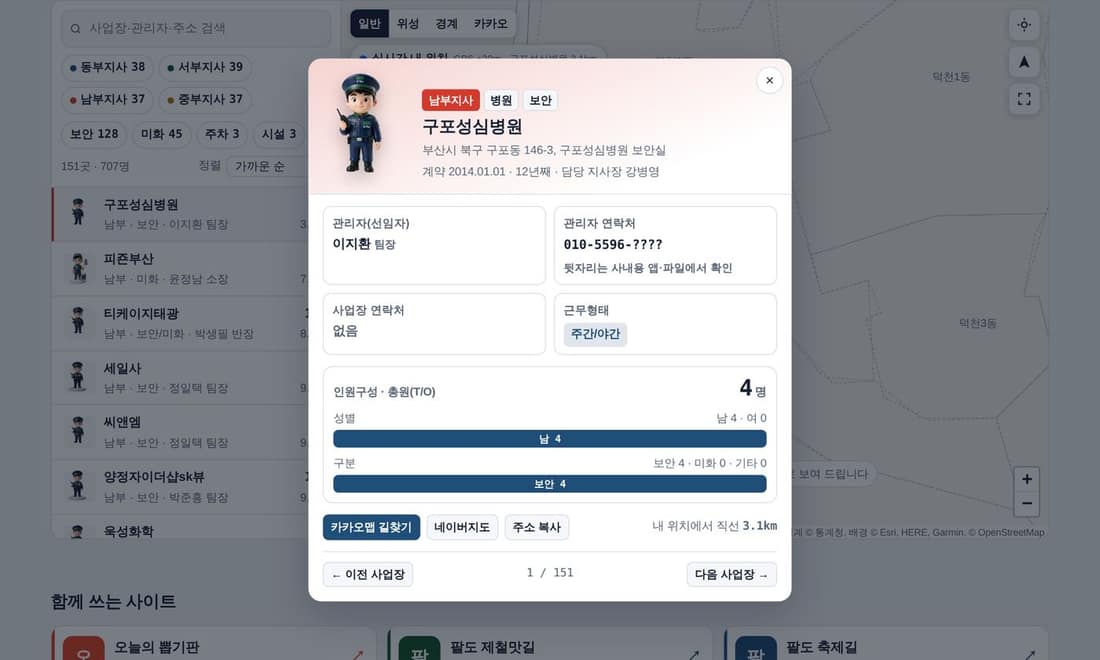 사업장·관리자·주소 검색
동부지사 38
서부지사 39
남부지사 37
중부지사 37
보안 128
미화 45
주차 3
시설 3
151곳 · 707명
정렬
가까운 순
구포성심병원
남부 · 보안 · 이지환 팀장
피죤부산
남부 · 미화 · 윤정남 소장
티케이지태광
남부 · 보안/미화 · 박생필 반장
세일사
남부 · 보안 · 정일택 팀장
씨앤엠
남부 · 보안 · 정일택 팀장
양정자이더샵sk뷰
남부 · 보안 · 박준흥 팀장
욱성화학
일반
위성
경계
카카오
덕천1동
덕천3동
로 보여 드립니다
+
−
© 통계청, 배경 © Esri, HERE, Garmin, © OpenStreetMap
×
남부지사
병원
보안
구포성심병원
부산시 북구 구포동 146-3, 구포성심병원 보안실
계약 2014.01.01 · 12년째 · 담당 지사장 강병영
관리자(선임자)
이지환 팀장
관리자 연락처
010-5596-????
뒷자리는 사내용 앱·파일에서 확인
사업장 연락처
없음
근무형태
주간/야간
인원구성 · 총원(T/O)
4 명
성별
남 4 · 여 0
남 4
구분
보안 4 · 미화 0 · 기타 0
보안 4
카카오맵 길찾기
네이버지도
주소 복사
내 위치에서 직선 3.1km
← 이전 사업장
1 / 151
다음 사업장 →
함께 쓰는 사이트
오늘의 뽑기판
팔도 제철맛길
팔도 축제길